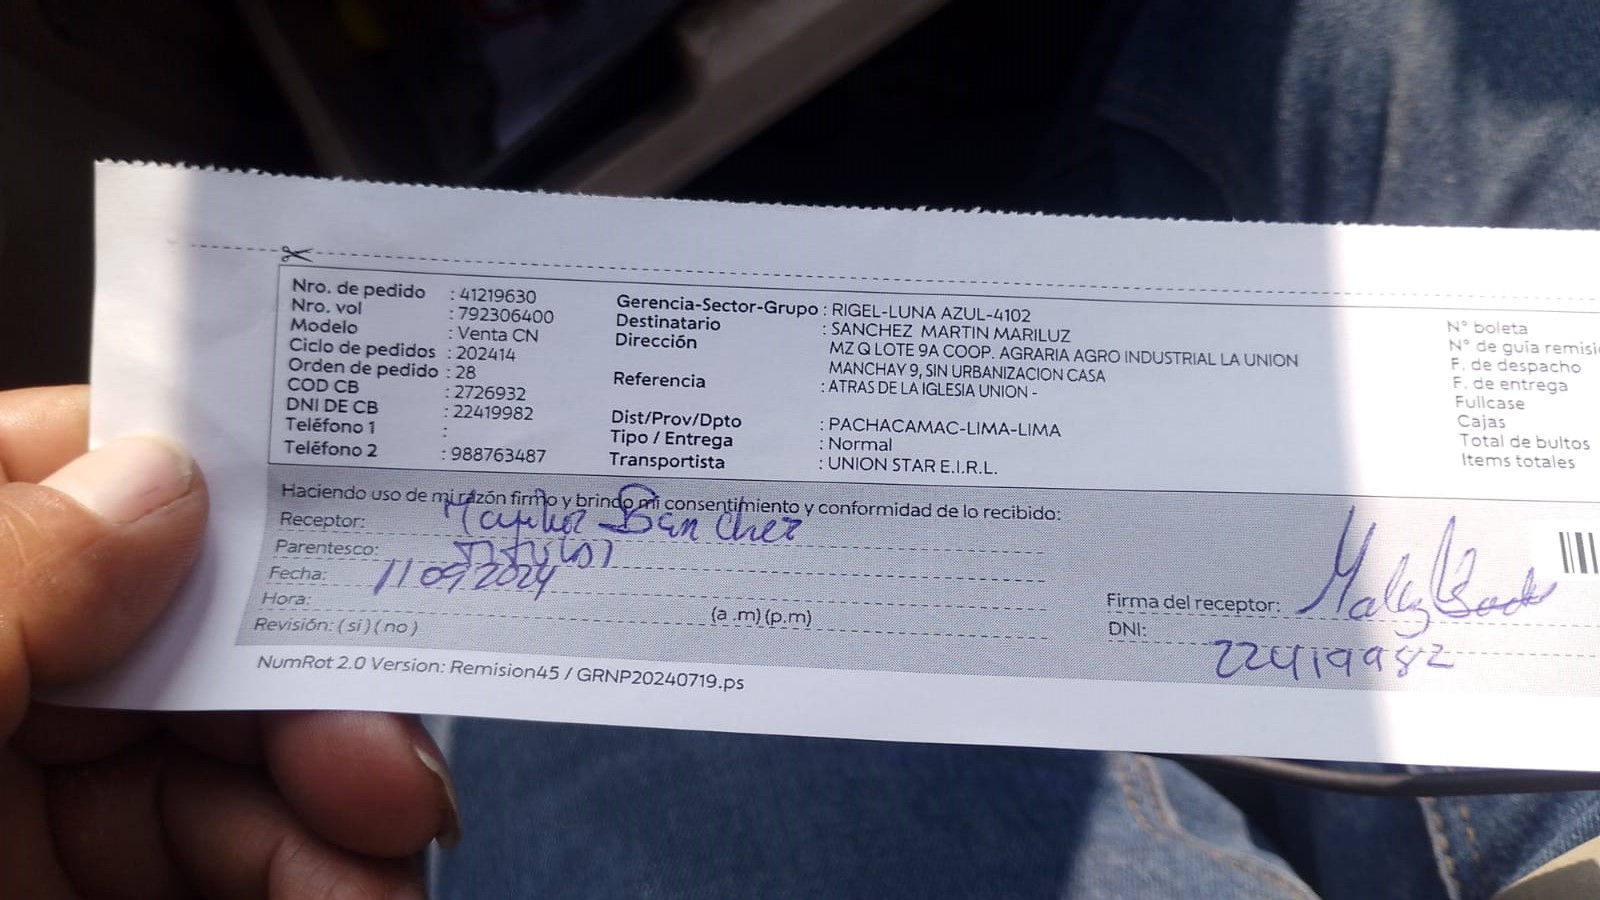 Nro. de pedido : 41219630
Nro. vol : 792306400
Modelo : Venta CN
Ciclo de pedidos : 202414
Orden de pedido : 28
COD CB : 2726932
DNI DE CB : 22419982
Teléfono 1 :
Teléfono 2 : 988763487
Gerencia-Sector-Grupo : RIGEL-LUNA AZUL-4102
Destinatario : SANCHEZ MARTIN MARILUZ
Dirección MZ Q LOTE 9A COOP. AGRARIA AGRO INDUSTRIAL LA UNION
MANCHAY 9, SIN URBANIZACION CASA
Referencia : ATRAS DE LA IGLESIA UNION -
Dist/Prov/Dpto : PACHACAMAC-LIMA-LIMA
Tipo / Entrega : Normal
Transportista : UNION STAR E.I.R.L.
N° boleta
N° de guía remisi
F. de despacho
F. de entrega
Fullcase
Cajas
Total de bultos
Items totales
Haciendo uso de mi razón firmo y brindo mi consentimiento y conformidad de lo recibido:
Receptor: Sanchez
Parentesco:
Fecha: 11 09 2024
Hora: (a .m) (p.m)
Revisión: ( si ) ( no )
Firma del receptor:
DNI: 22419982
NumRot 2.0 Version: Remision45 / GRNP20240719.ps